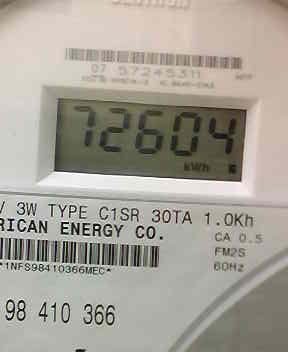 07 57245311
72604
kWh
V 3W TYPE C1SR 30TA 1.0Kh
RICAN ENERGY CO.
CA 0.5
FM2S
60Hz
*1NFS98410366MEC*
98 410 366